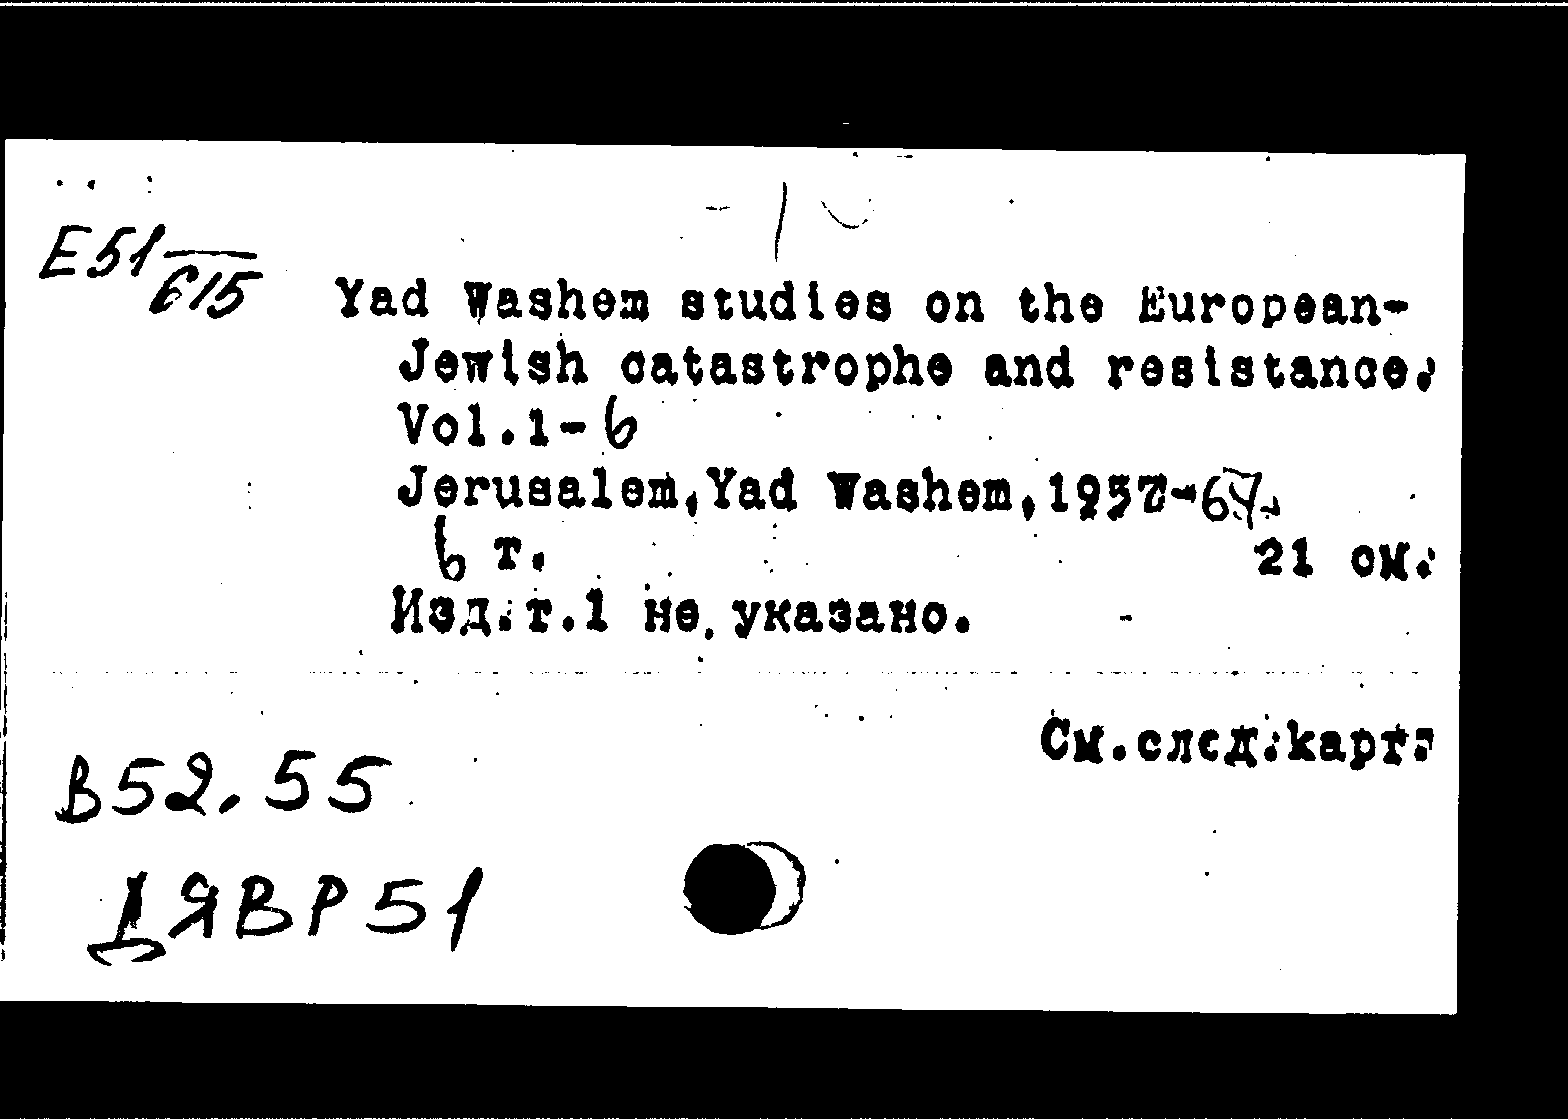 E51
615
Yad Washem studies on the European-
Jewish catastrophe and resistance.
Vol.1-6
Jerusalem,Yad Washem,1957-67.
6 т. 21 см.
Изд.т.1 не указано.
См.след.карт.
B52.55
ДЯВР51